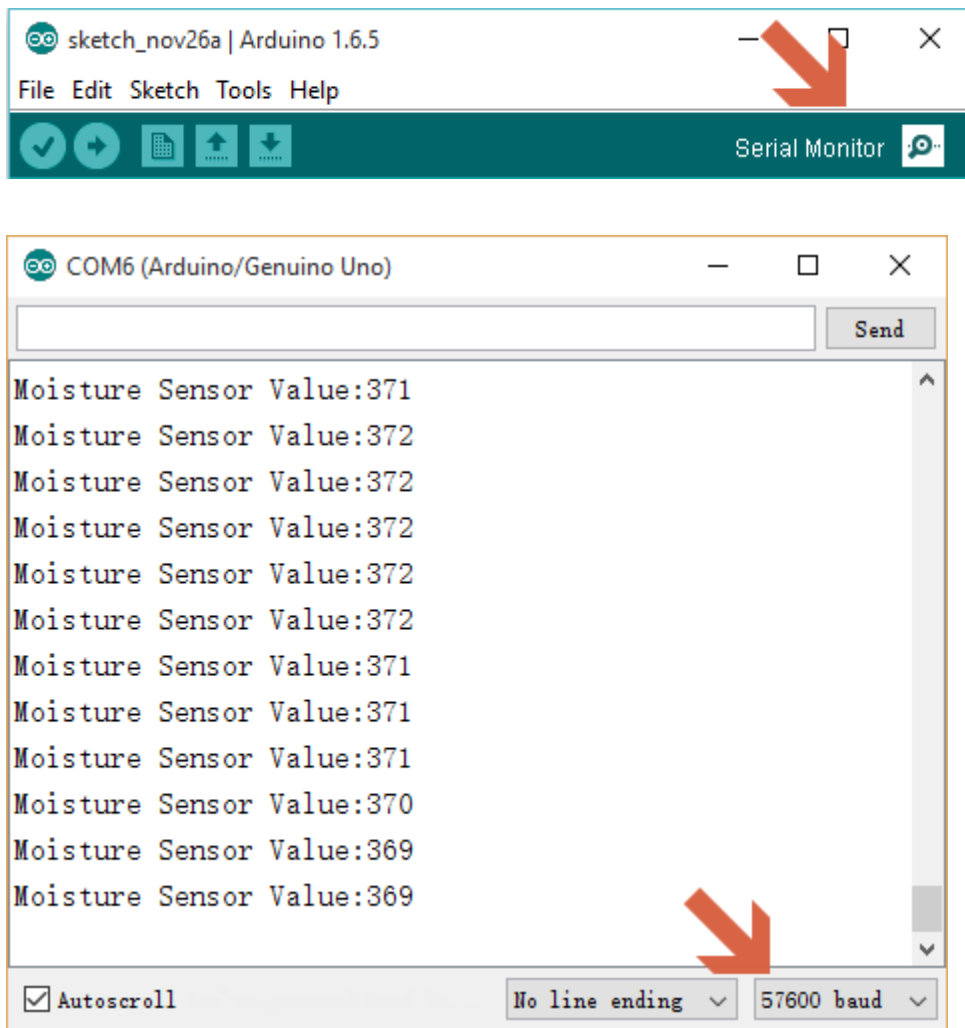 sketch_nov26a | Arduino 1.6.5
File Edit Sketch Tools Help
Serial Monitor
COM6 (Arduino/Genuino Uno)
Send
Moisture Sensor Value:371
Moisture Sensor Value:372
Moisture Sensor Value:372
Moisture Sensor Value:372
Moisture Sensor Value:372
Moisture Sensor Value:372
Moisture Sensor Value:371
Moisture Sensor Value:371
Moisture Sensor Value:371
Moisture Sensor Value:370
Moisture Sensor Value:369
Moisture Sensor Value:369
Autoscroll No line ending 57600 baud